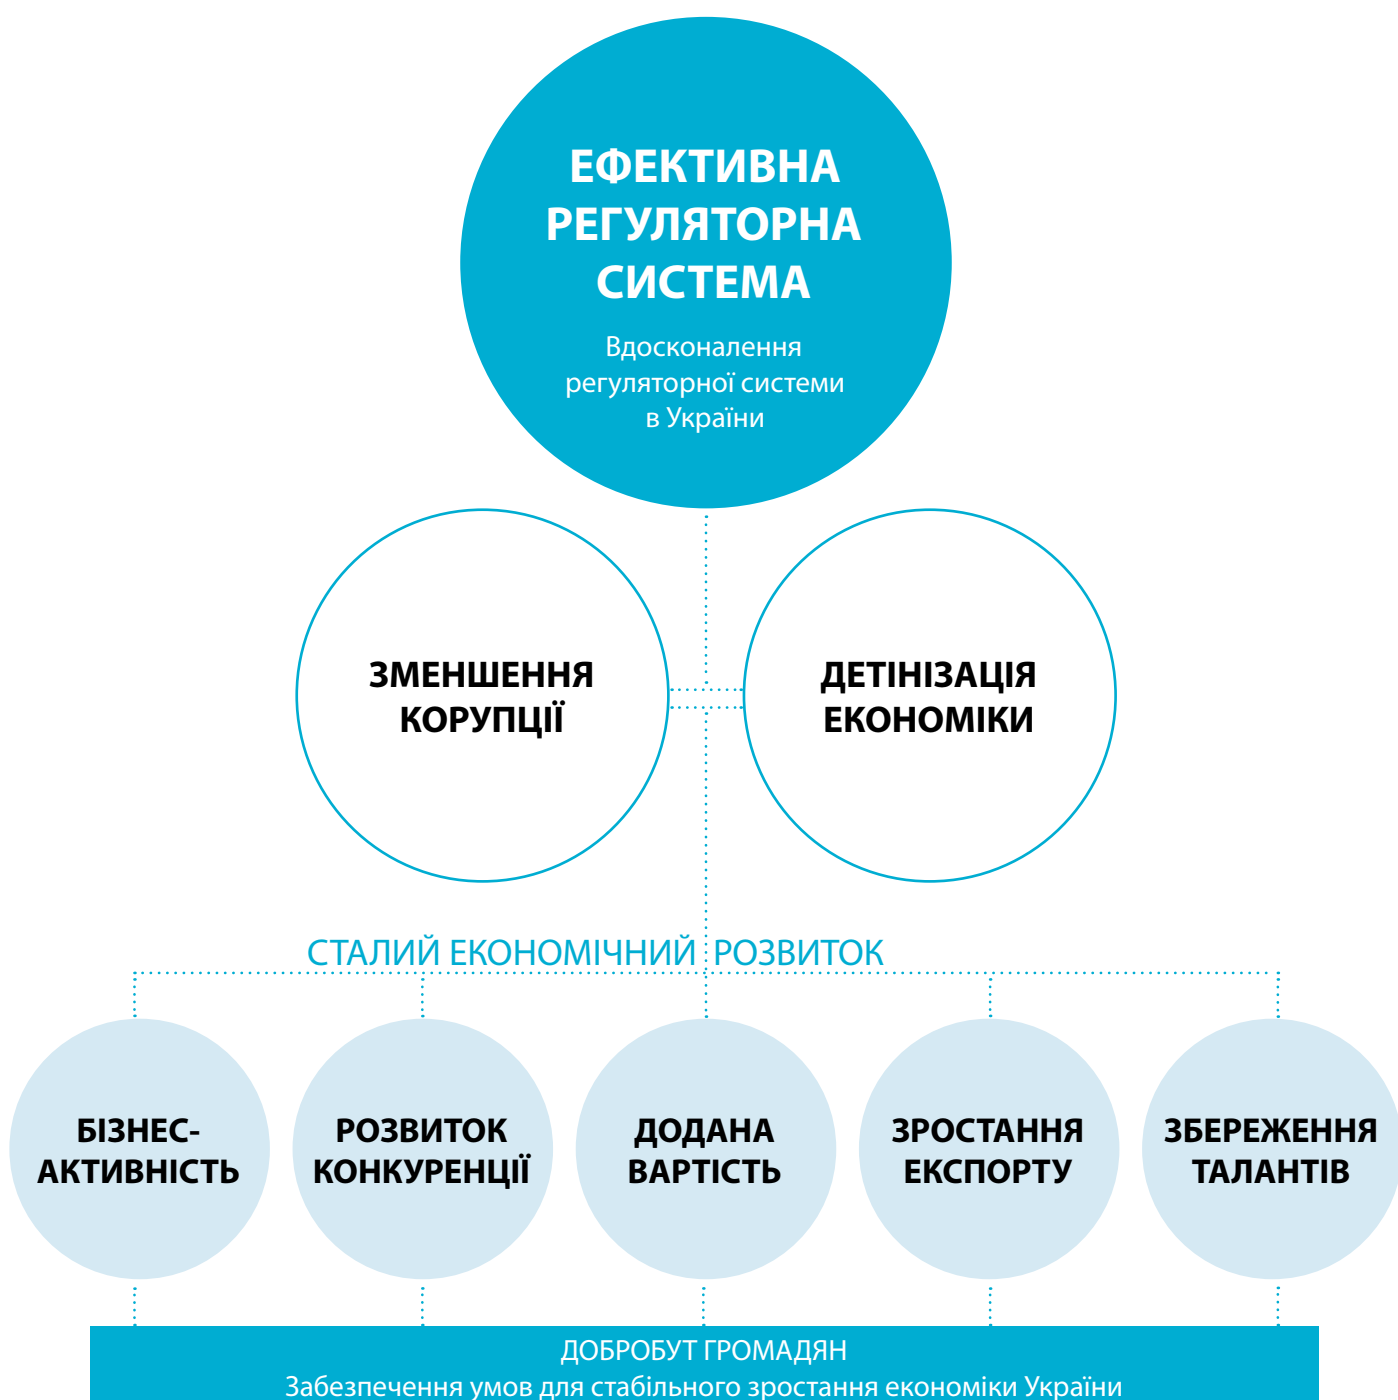 ЕФЕКТИВНА
РЕГУЛЯТОРНА
СИСТЕМА
Вдосконалення
регуляторної системи
в Україні
ЗМЕНШЕННЯ
КОРУПЦІЇ
ДЕТІНІЗАЦІЯ
ЕКОНОМІКИ
СТАЛИЙ ЕКОНОМІЧНИЙ РОЗВИТОК
БІЗНЕС-
АКТИВНІСТЬ
РОЗВИТОК
КОНКУРЕНЦІЇ
ДОДАНА
ВАРТІСТЬ
ЗРОСТАННЯ
ЕКСПОРТУ
ЗБЕРЕЖЕННЯ
ТАЛАНТІВ
ДОБРОБУТ ГРОМАДЯН
Забезпечення умов для стабільного зростання економіки України